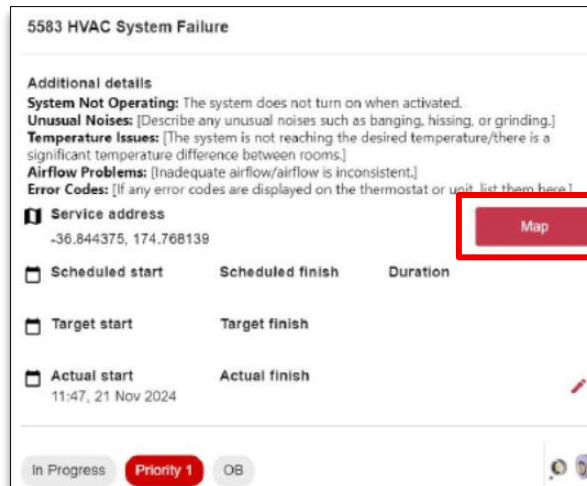 5583 HVAC System Failure
Additional details
System Not Operating: The system does not turn on when activated.
Unusual Noises: [Describe any unusual noises such as banging, hissing, or grinding.]
Temperature Issues: [The system is not reaching the desired temperature/there is a
significant temperature difference between rooms.]
Airflow Problems: [Inadequate airflow/airflow is inconsistent.]
Error Codes: [If any error codes are displayed on the thermostat or unit, list them here.]
Service address
Map
-36.844375, 174.768139
Scheduled start Scheduled finish Duration
Target start Target finish
Actual start Actual finish
11:47, 21 Nov 2024
In Progress Priority 1 OB